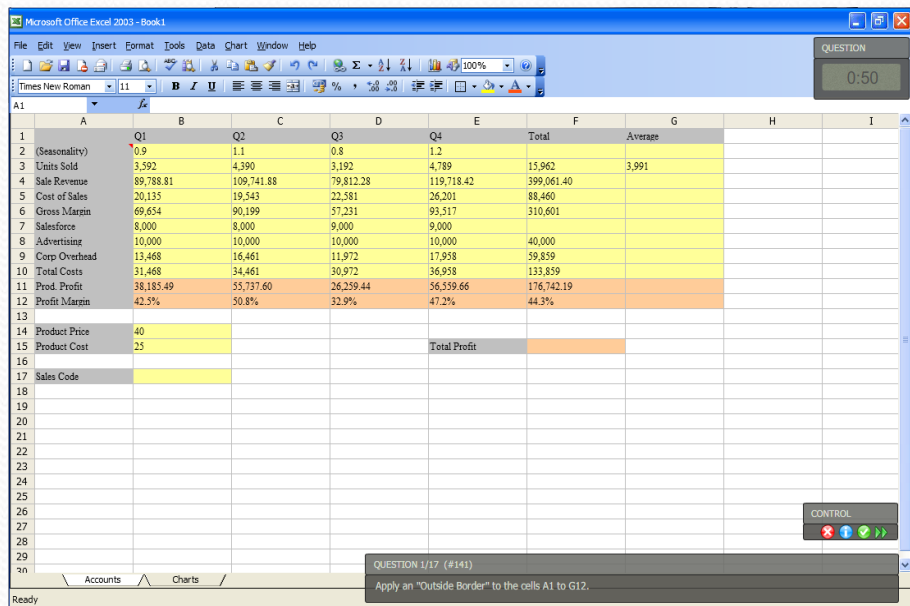 Microsoft Office Excel 2003 - Book1
File Edit View Insert Format Tools Data Chart Window Help
QUESTION
0:50
100%
Times New Roman 11 B I U % ,
A1 fx
A B C D E F G H I
1 Q1 Q2 Q3 Q4 Total Average
2 (Seasonality) 0.9 1.1 0.8 1.2
3 Units Sold 3,592 4,390 3,192 4,789 15,962 3,991
4 Sale Revenue 89,788.81 109,741.88 79,812.28 119,718.42 399,061.40
5 Cost of Sales 20,135 19,543 22,581 26,201 88,460
6 Gross Margin 69,654 90,199 57,231 93,517 310,601
7 Salesforce 8,000 8,000 9,000 9,000
8 Advertising 10,000 10,000 10,000 10,000 40,000
9 Corp Overhead 13,468 16,461 11,972 17,958 59,859
10 Total Costs 31,468 34,461 30,972 36,958 133,859
11 Prod. Profit 38,185.49 55,737.60 26,259.44 56,559.66 176,742.19
12 Profit Margin 42.5% 50.8% 32.9% 47.2% 44.3%
13
14 Product Price 40
15 Product Cost 25 Total Profit
16
17 Sales Code
18
19
20
21
22
23
24
25
26
27
28
29
30
CONTROL
QUESTION 1/17 (#141)
Apply an "Outside Border" to the cells A1 to G12.
Accounts Charts
Ready